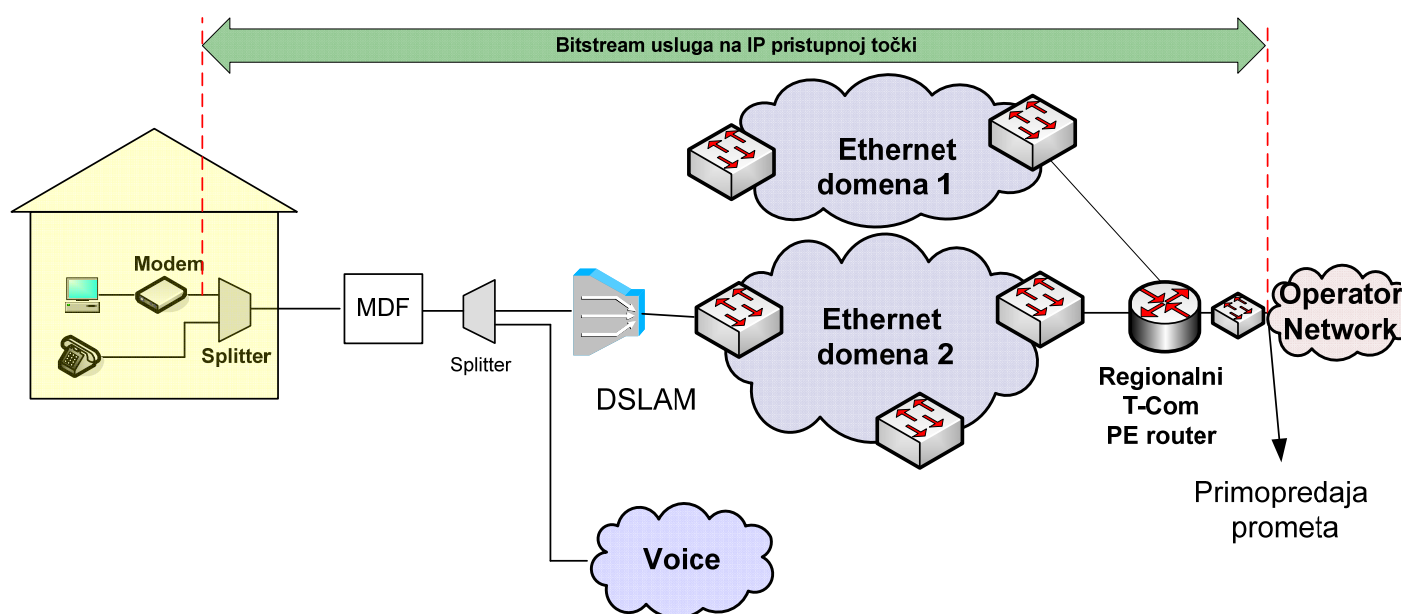 Bitstream usluga na IP pristupnoj točki
Ethernet
domena 1
Modem
Splitter
MDF
Splitter
DSLAM
Ethernet
domena 2
Regionalni
T-Com
PE router
Operator
Network
Primopredaja
prometa
Voice